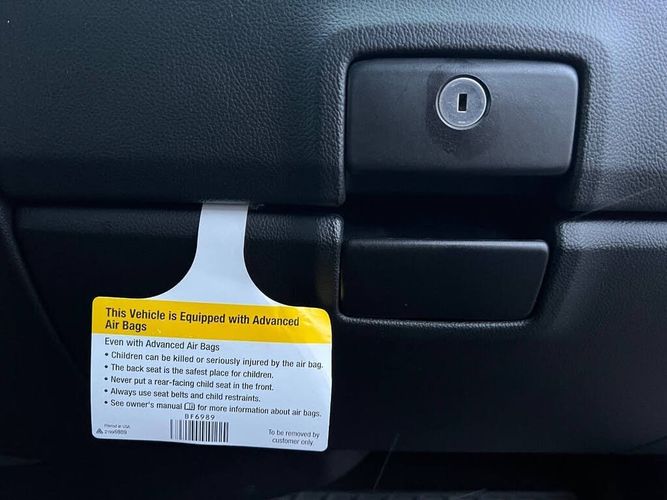 This Vehicle is Equipped with Advanced
Air Bags
Even with Advanced Air Bags
• Children can be killed or seriously injured by the air bag.
• The back seat is the safest place for children.
• Never put a rear-facing child seat in the front.
• Always use seat belts and child restraints.
• See owner's manual for more information about air bags.
BF6989
Printed in USA
To be removed by
customer only.